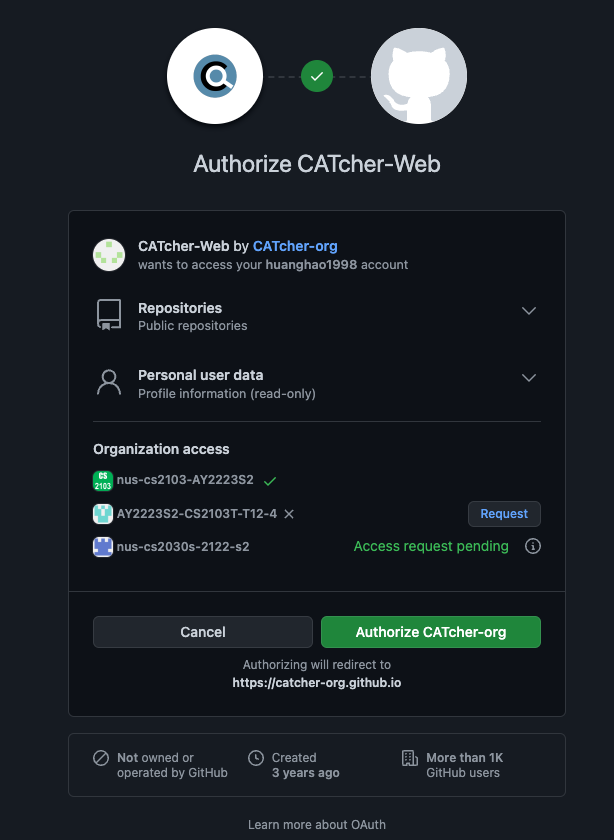 Authorize CATcher-Web
CATcher-Web by CATcher-org
wants to access your huanghao1998 account
Repositories
Public repositories
Personal user data
Profile information (read-only)
Organization access
CS
2103
nus-cs2103-AY2223S2
AY2223S2-CS2103T-T12-4
Request
nus-cs2030s-2122-s2
Access request pending
Cancel
Authorize CATcher-org
Authorizing will redirect to
https://catcher-org.github.io
Not owned or
operated by GitHub
Created
3 years ago
More than 1K
GitHub users
Learn more about OAuth